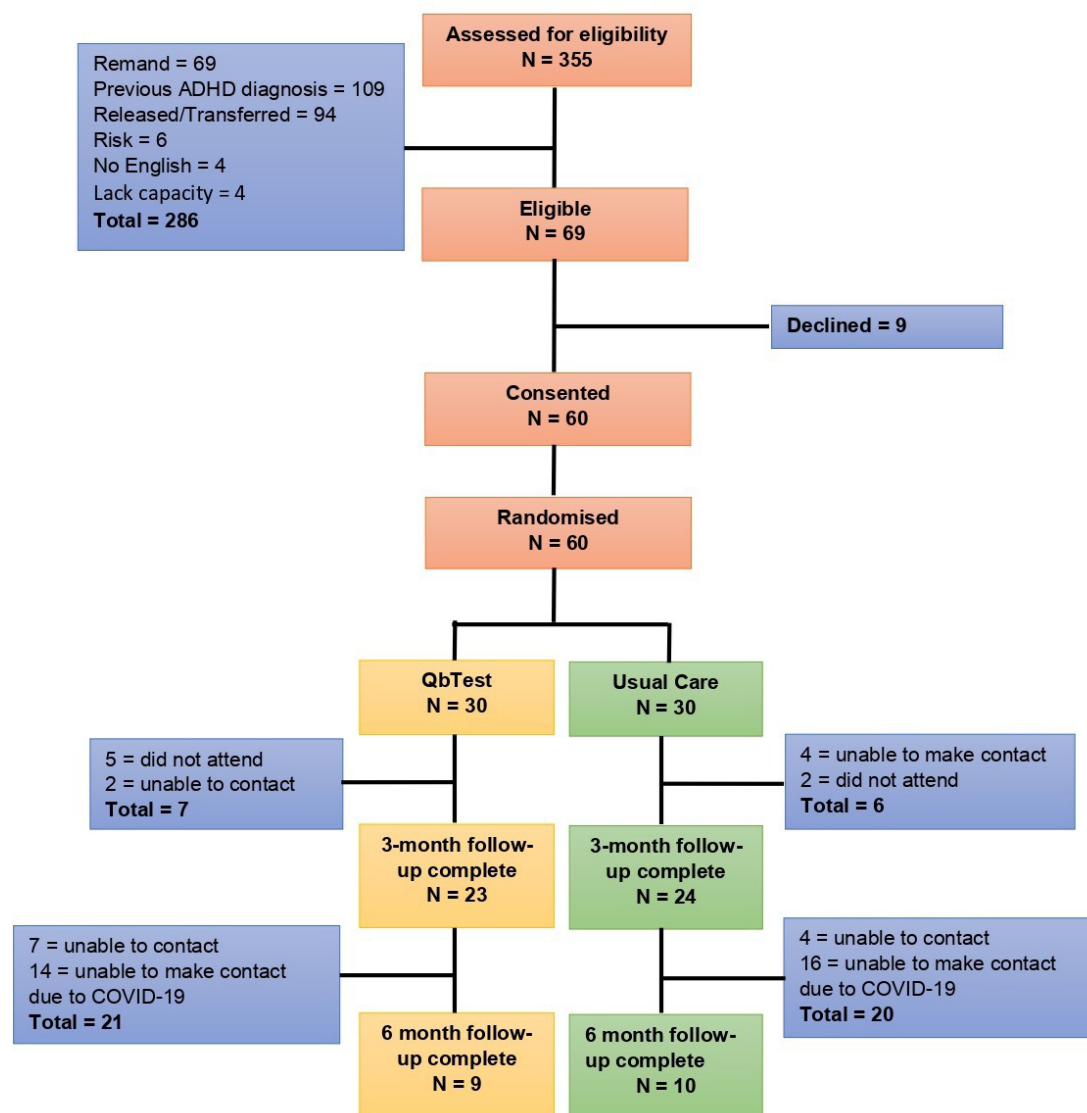 Assessed for eligibility
N = 355
Remand = 69
Previous ADHD diagnosis = 109
Released/Transferred = 94
Risk = 6
No English = 4
Lack capacity = 4
Total = 286
Eligible
N = 69
Declined = 9
Consented
N = 60
Randomised
N = 60
QbTest
N = 30
Usual Care
N = 30
5 = did not attend
2 = unable to contact
Total = 7
4 = unable to make contact
2 = did not attend
Total = 6
3-month follow-
up complete
N = 23
3-month follow-
up complete
N = 24
7 = unable to contact
14 = unable to make contact
due to COVID-19
Total = 21
4 = unable to contact
16 = unable to make contact
due to COVID-19
Total = 20
6 month follow-
up complete
N = 9
6 month follow-
up complete
N = 10